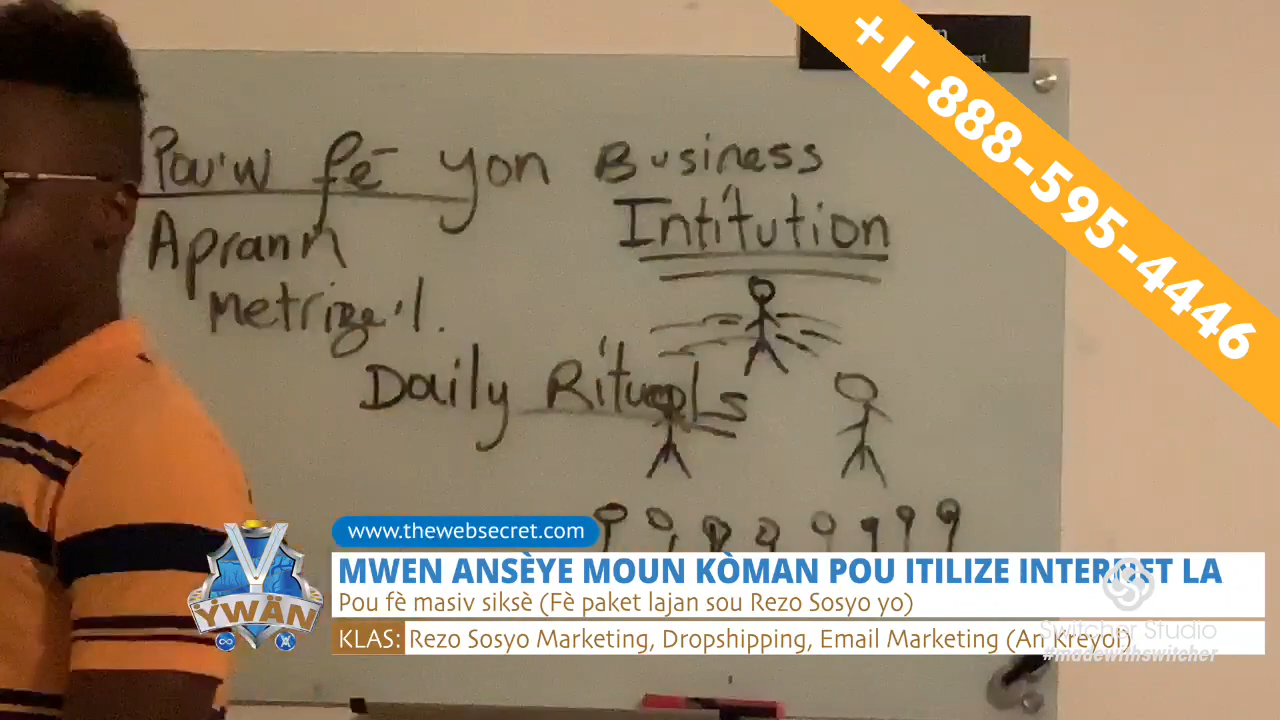 +1-888-595-4446
Pou'w fè yon Business
Intitution
Aprann
metrize'l.
Daily Rituals
www.thewebsecret.com
MWEN ANSÈYE MOUN KÒMAN POU ITILIZE INTERNET LA
Pou fè masiv siksè (Fè paket lajan sou Rezo Sosyo yo)
KLAS: Rezo Sosyo Marketing, Dropshipping, Email Marketing (An Kreyol)
YWÄN
Switcher Studio
#madewithswitcher